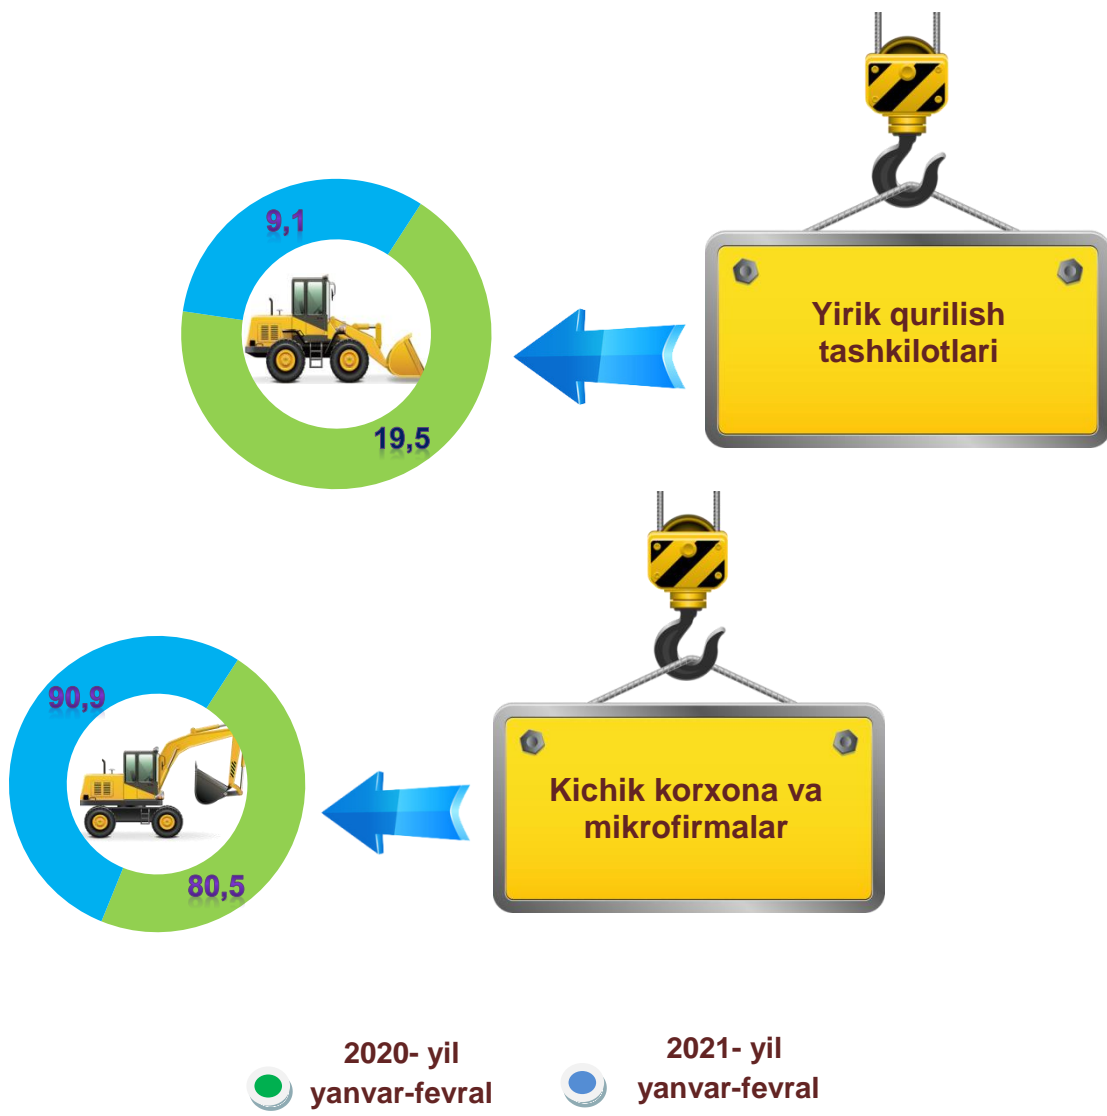 9,1
19,5
Yirik qurilish
tashkilotlari
90,9
80,5
Kichik korxona va
mikrofirmalar
2020- yil
yanvar-fevral
2021- yil
yanvar-fevral